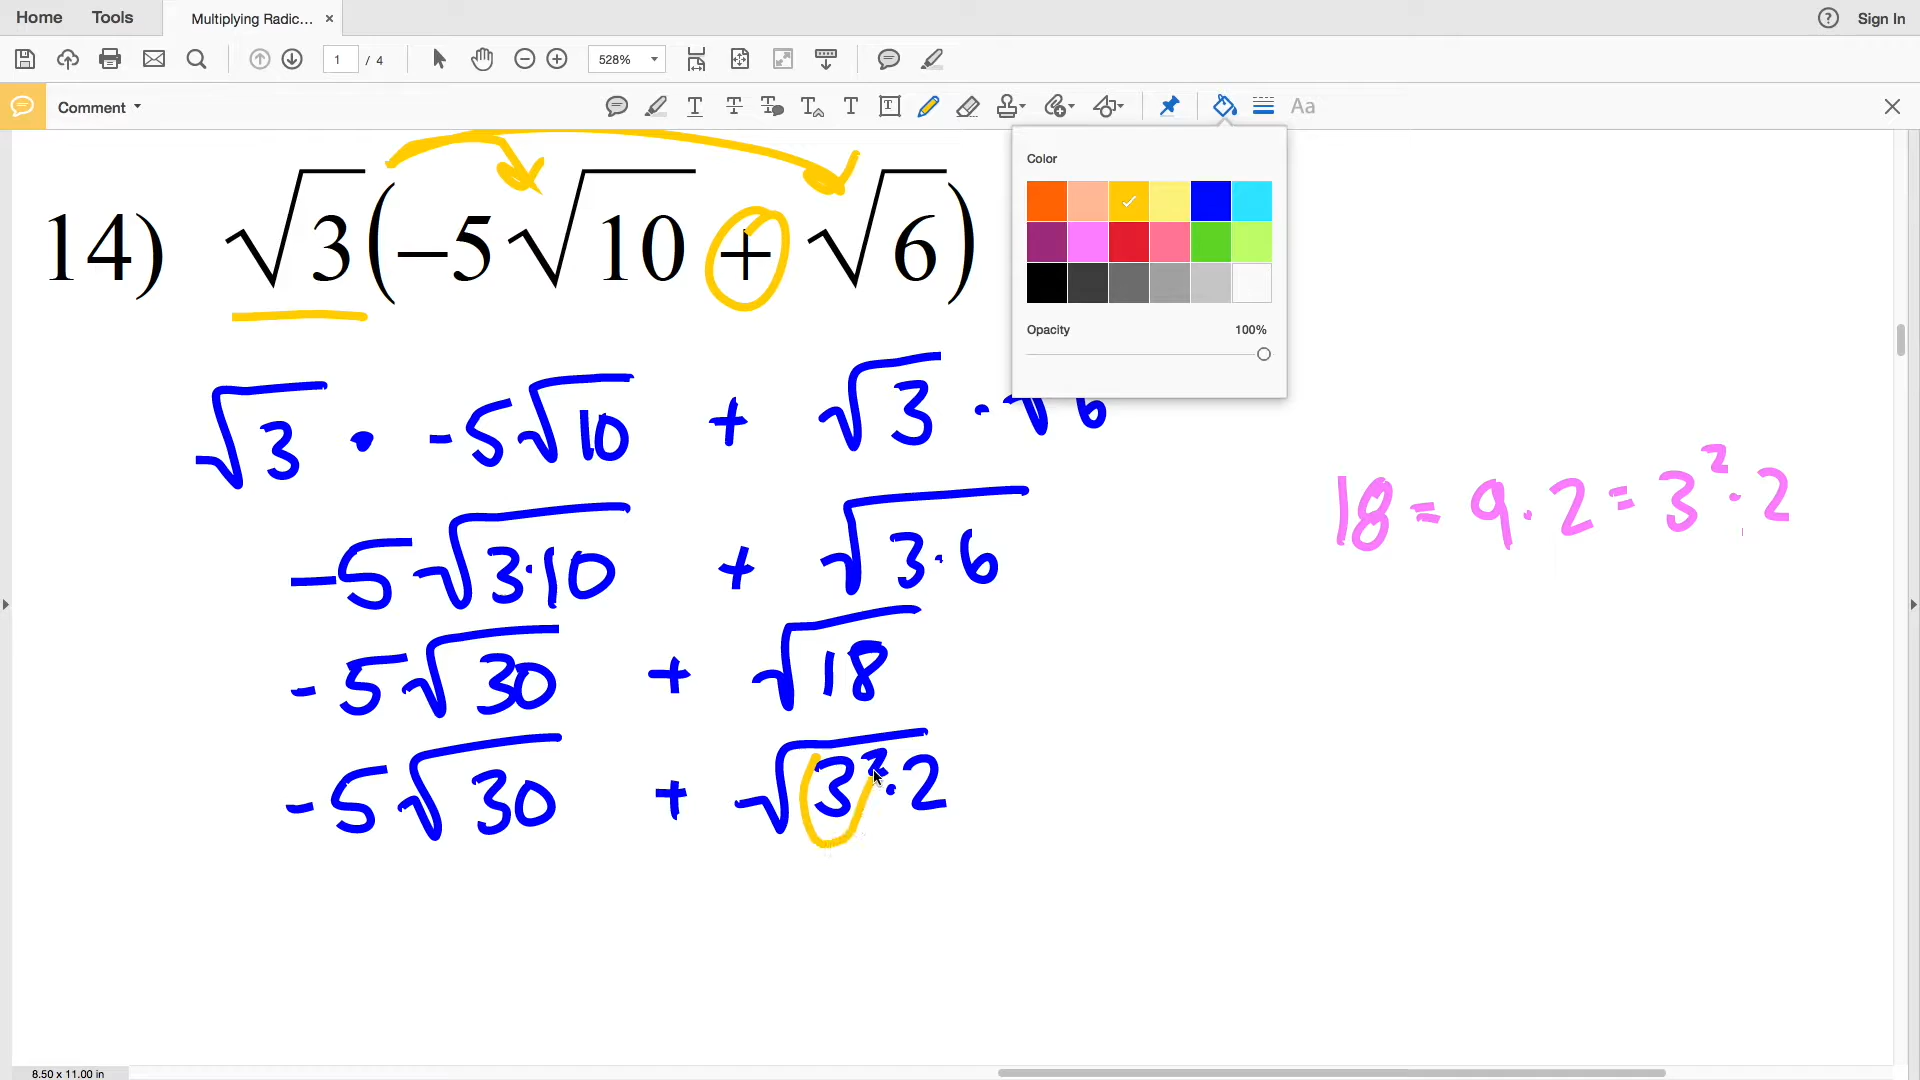 Home Tools Multiplying Radic... × ? Sign In
1 / 4 528%
Comment Aa
Color
Opacity 100%
14) √3(−5√10 + √6)
√3 • -5√10 + √3 · √6
-5√3·10 + √3·6
-5√30 + √18
-5√30 + √3²·2
18 = 9·2 = 3²·2
8.50 x 11.00 in